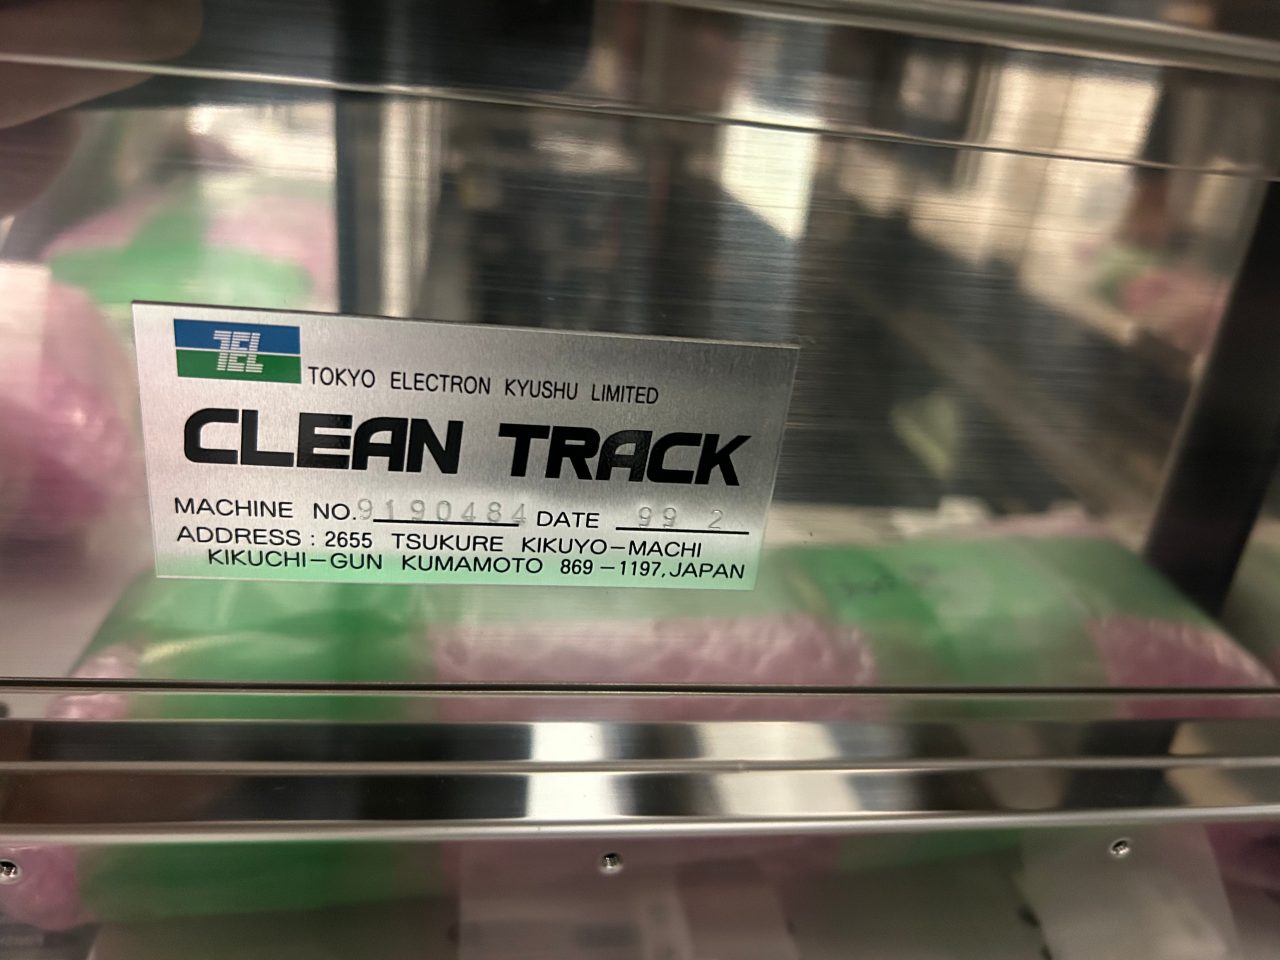 TEL
TOKYO ELECTRON KYUSHU LIMITED
CLEAN TRACK
MACHINE NO. 9190484 DATE 99 2
ADDRESS : 2655 TSUKURE KIKUYO-MACHI
KIKUCHI-GUN KUMAMOTO 869-1197, JAPAN